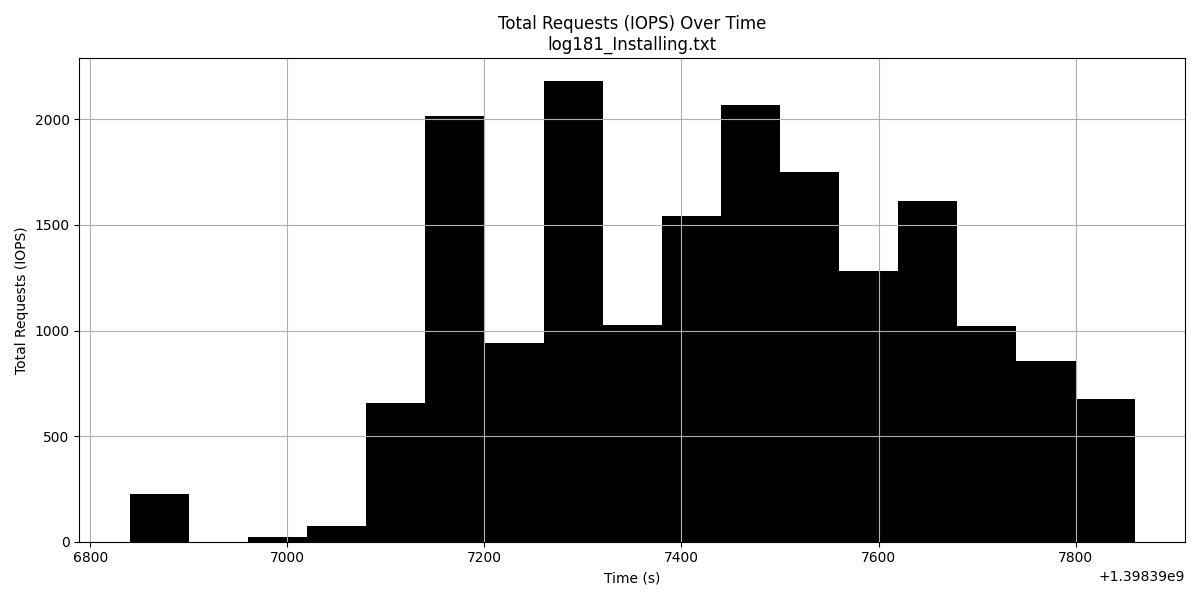 Total Requests (IOPS) Over Time
log181_Installing.txt
Total Requests (IOPS)
2000
1500
1000
500
0
6800 7000 7200 7400 7600 7800
Time (s)
+1.39839e9